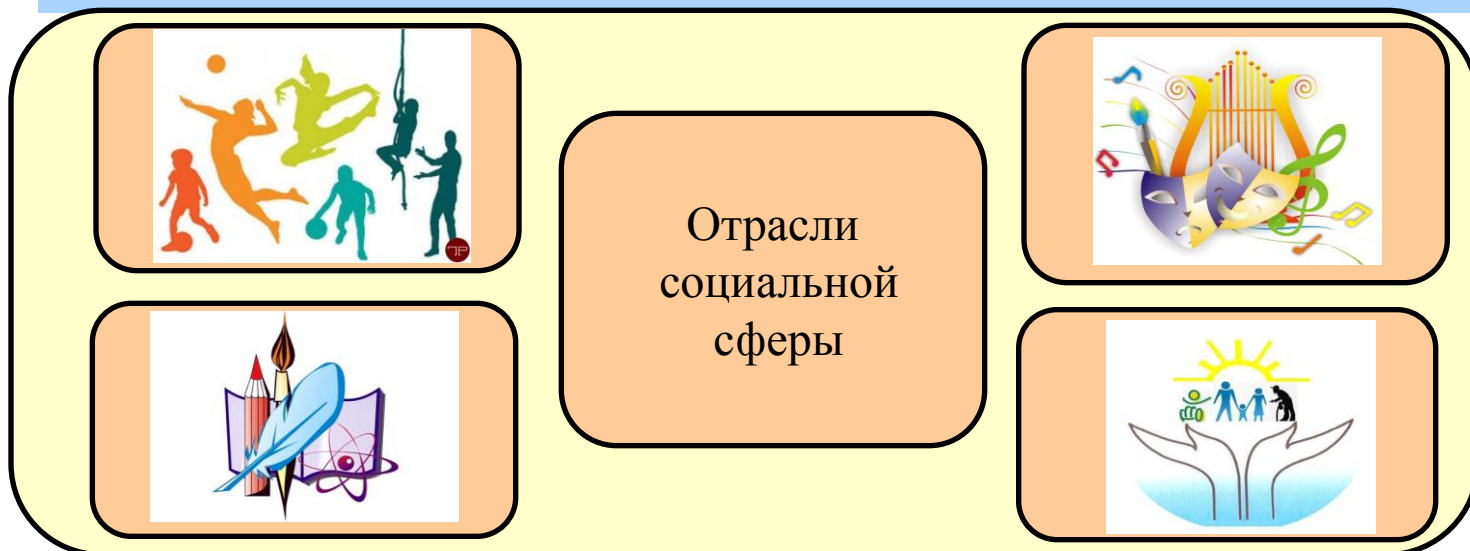 Отрасли
социальной
сферы